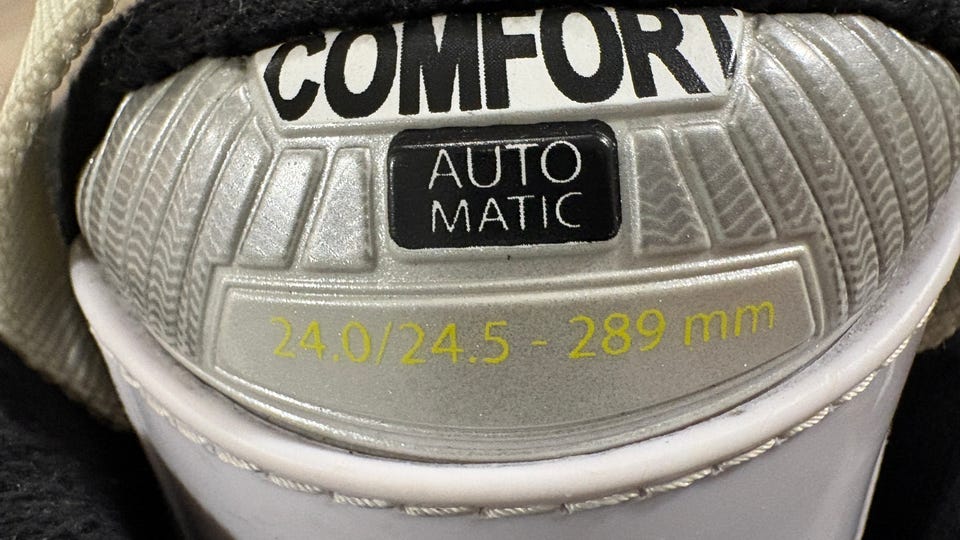 COMFORT
AUTO
MATIC
24.0/24.5 - 289 mm